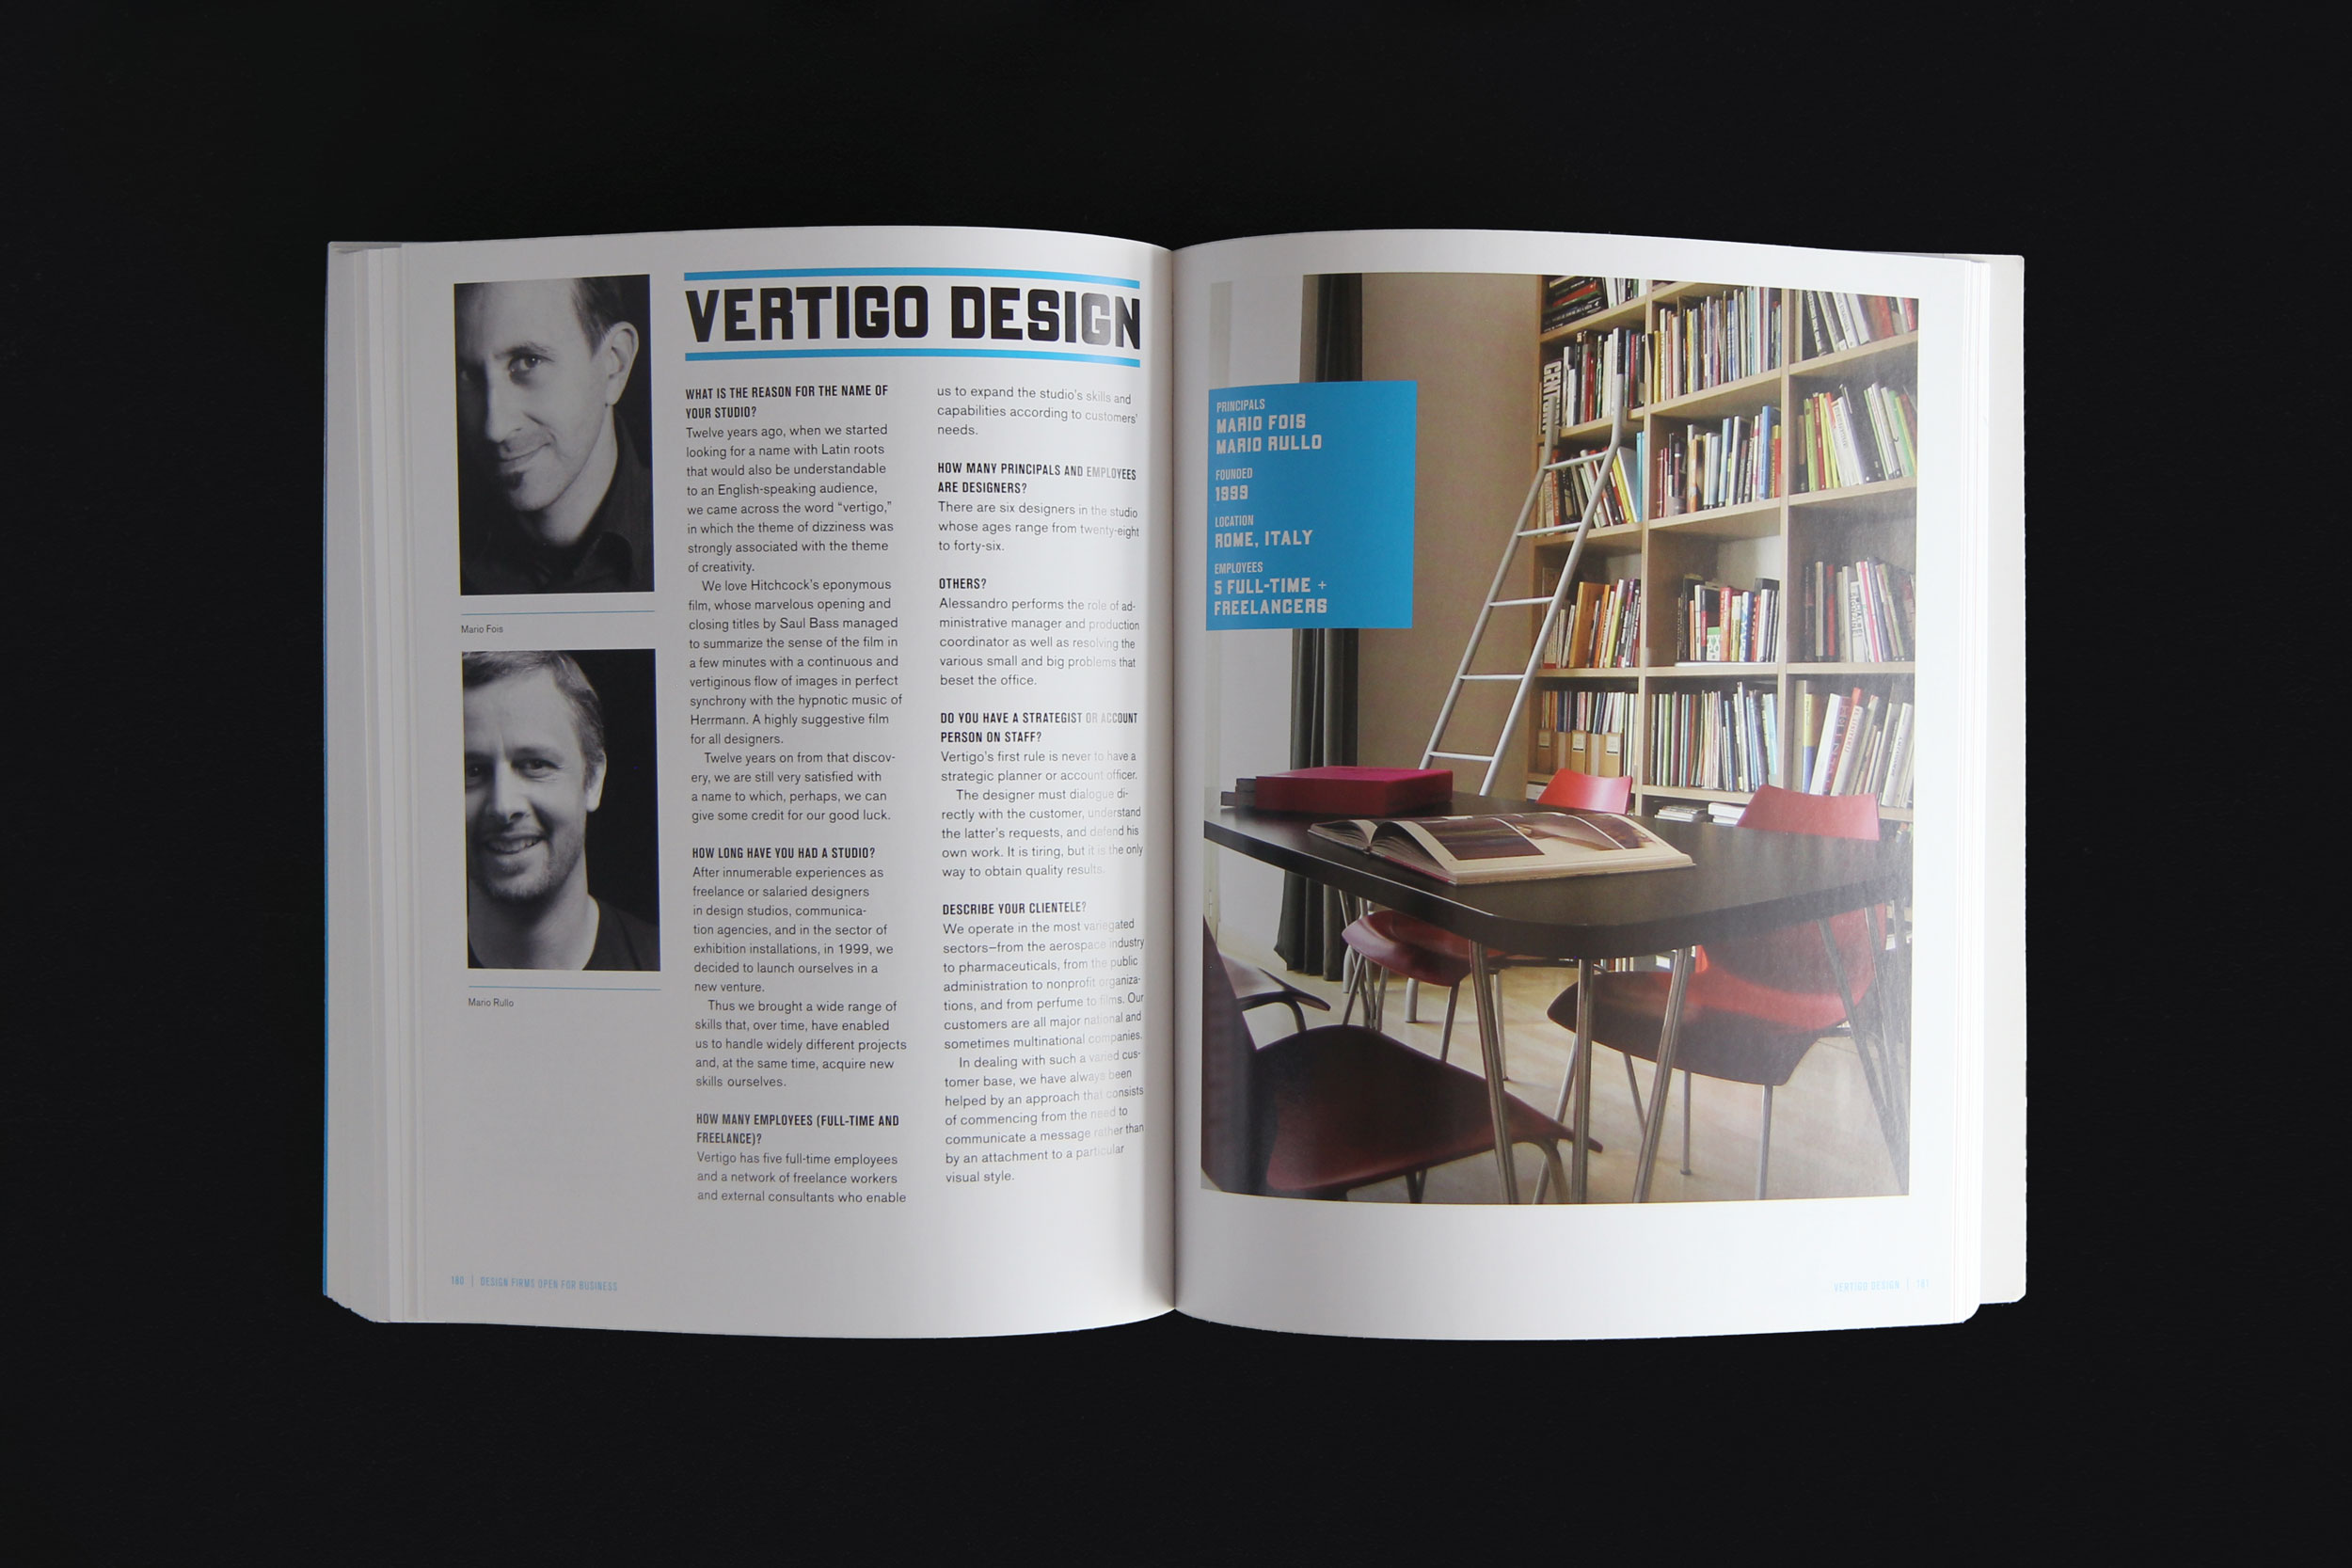 VERTIGO DESIGN
Mario Fois
Mario Rullo
WHAT IS THE REASON FOR THE NAME OF
YOUR STUDIO?
Twelve years ago, when we started
looking for a name with Latin roots
that would also be understandable
to an English-speaking audience,
we came across the word “vertigo,”
in which the theme of dizziness was
strongly associated with the theme
of creativity.
We love Hitchcock’s eponymous
film, whose marvelous opening and
closing titles by Saul Bass managed
to summarize the sense of the film in
a few minutes with a continuous and
vertiginous flow of images in perfect
synchrony with the hypnotic music of
Herrmann. A highly suggestive film
for all designers.
Twelve years on from that discov-
ery, we are still very satisfied with
a name to which, perhaps, we can
give some credit for our good luck.
HOW LONG HAVE YOU HAD A STUDIO?
After innumerable experiences as
freelance or salaried designers
in design studios, communica-
tion agencies, and in the sector of
exhibition installations, in 1999, we
decided to launch ourselves in a
new venture.
Thus we brought a wide range of
skills that, over time, have enabled
us to handle widely different projects
and, at the same time, acquire new
skills ourselves.
HOW MANY EMPLOYEES (FULL-TIME AND
FREELANCE)?
Vertigo has five full-time employees
and a network of freelance workers
and external consultants who enable
us to expand the studio’s skills and
capabilities according to customers’
needs.
HOW MANY PRINCIPALS AND EMPLOYEES
ARE DESIGNERS?
There are six designers in the studio
whose ages range from twenty-eight
to forty-six.
OTHERS?
Alessandro performs the role of ad-
ministrative manager and production
coordinator as well as resolving the
various small and big problems that
beset the office.
DO YOU HAVE A STRATEGIST OR ACCOUNT
PERSON ON STAFF?
Vertigo’s first rule is never to have a
strategic planner or account officer.
The designer must dialogue di-
rectly with the customer, understand
the latter’s requests, and defend his
own work. It is tiring, but it is the only
way to obtain quality results.
DESCRIBE YOUR CLIENTELE?
We operate in the most variegated
sectors—from the aerospace industry
to pharmaceuticals, from the public
administration to nonprofit organiza-
tions, and from perfume to films. Our
customers are all major national and
sometimes multinational companies.
In dealing with such a varied cus-
tomer base, we have always been
helped by an approach that consists
of commencing from the need to
communicate a message rather than
by an attachment to a particular
visual style.
180 | DESIGN FIRMS OPEN FOR BUSINESS
PRINCIPALS
MARIO FOIS
MARIO RULLO
FOUNDED
1999
LOCATION
ROME, ITALY
EMPLOYEES
5 FULL-TIME +
FREELANCERS
VERTIGO DESIGN | 181